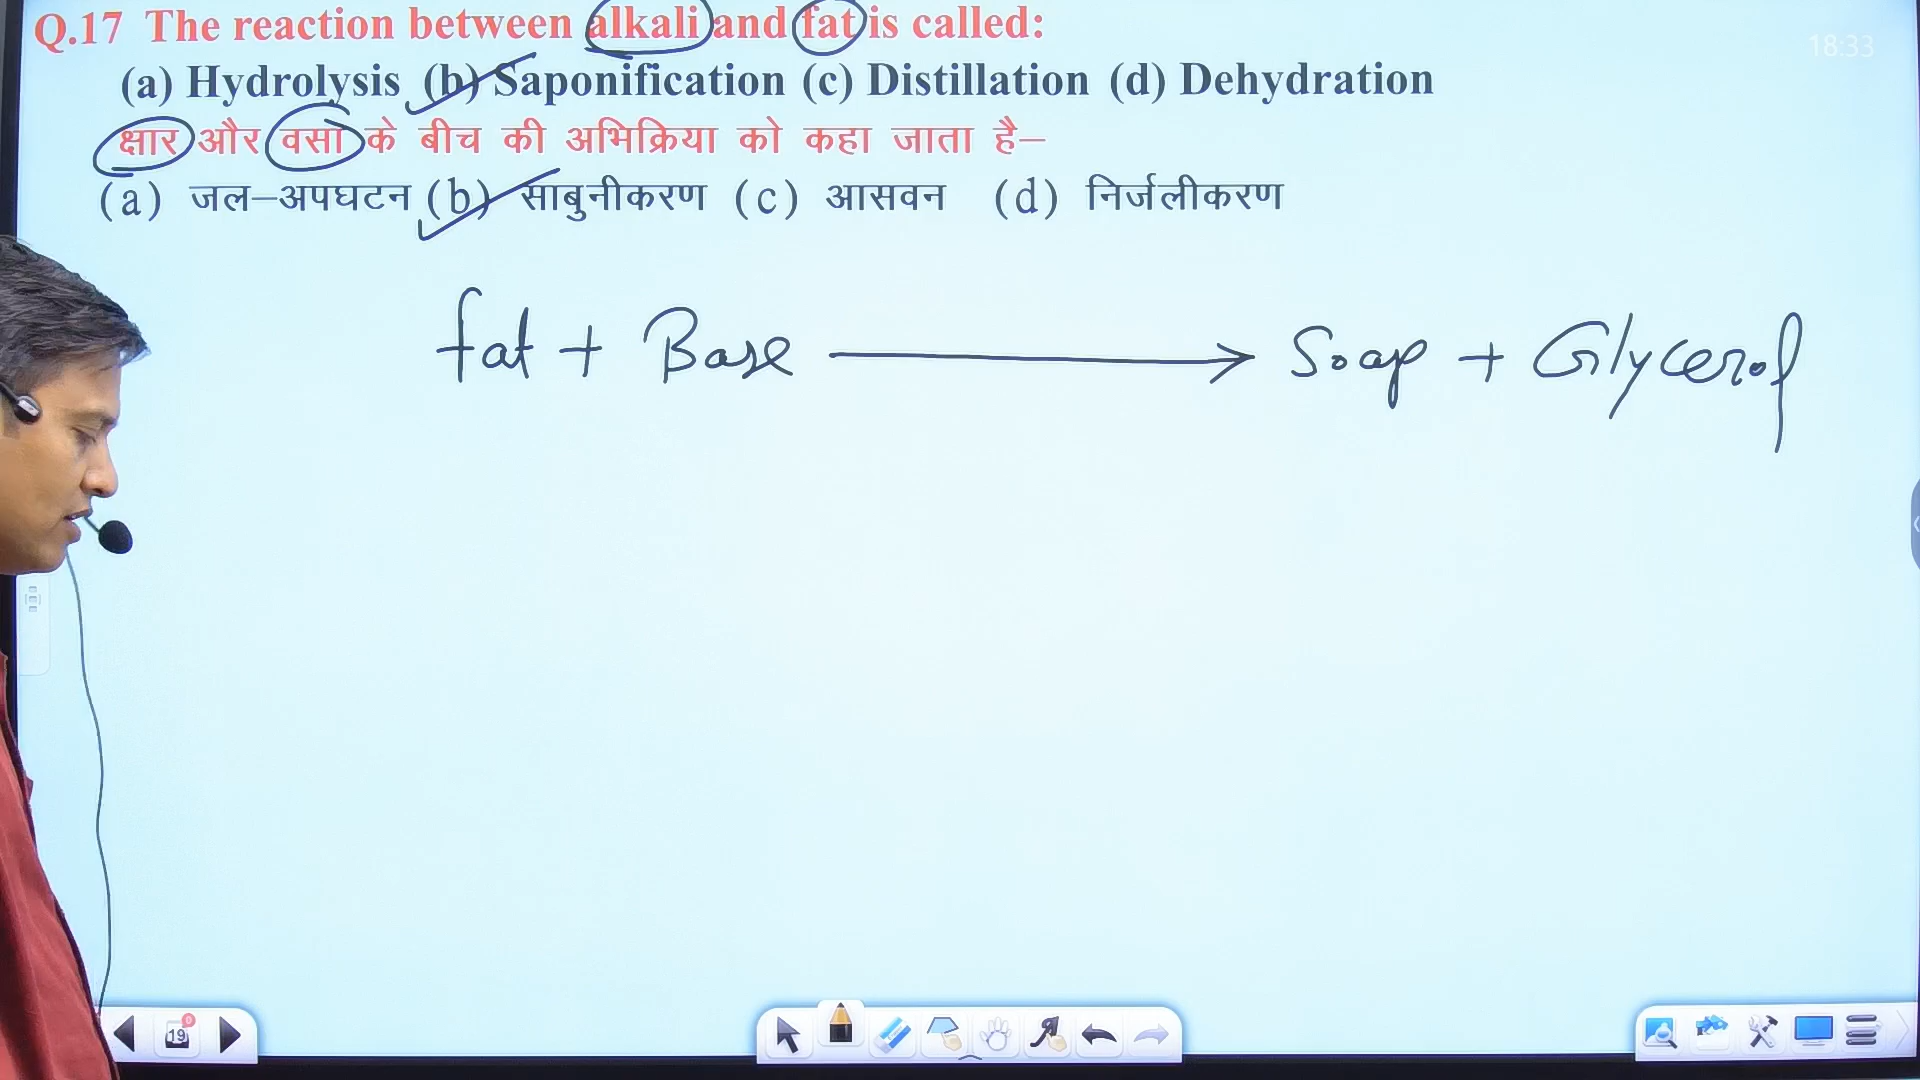 Q.17 The reaction between alkali and fat is called:
18:33
(a) Hydrolysis (b) Saponification (c) Distillation (d) Dehydration
क्षार और वसा के बीच की अभिक्रिया को कहा जाता है–
(a) जल–अपघटन (b) साबुनीकरण (c) आसवन (d) निर्जलीकरण
fat + Base → Soap + Glycerol
19
0